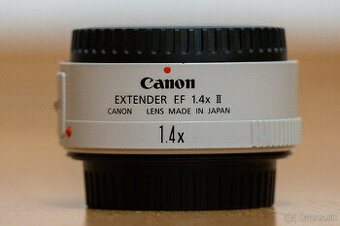 Canon
EXTENDER EF 1.4x II
CANON LENS MADE IN JAPAN
1.4x